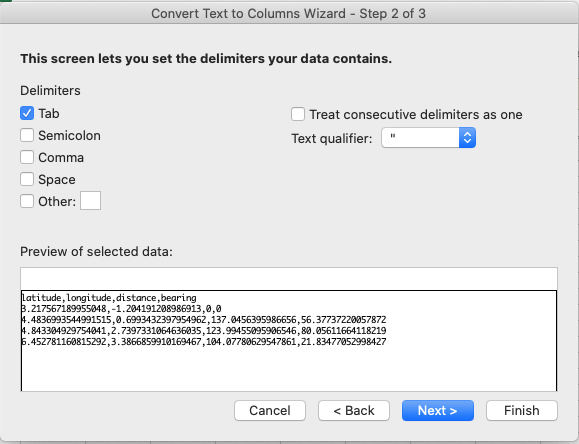 Convert Text to Columns Wizard - Step 2 of 3
This screen lets you set the delimiters your data contains.
Delimiters
Tab
Semicolon
Comma
Space
Other:
Treat consecutive delimiters as one
Text qualifier: "
Preview of selected data:
latitude,longitude,distance,bearing
3.217567189955048,-1.204191208986913,0,0
4.4836993544991515,0.6993432397954962,137.0456395986656,56.37737220057872
4.843304929754041,2.7397331064636035,123.99455095906546,80.05611664118219
6.452781160815292,3.3866859910169467,104.07780629547861,21.83477052998427
Cancel
< Back
Next >
Finish